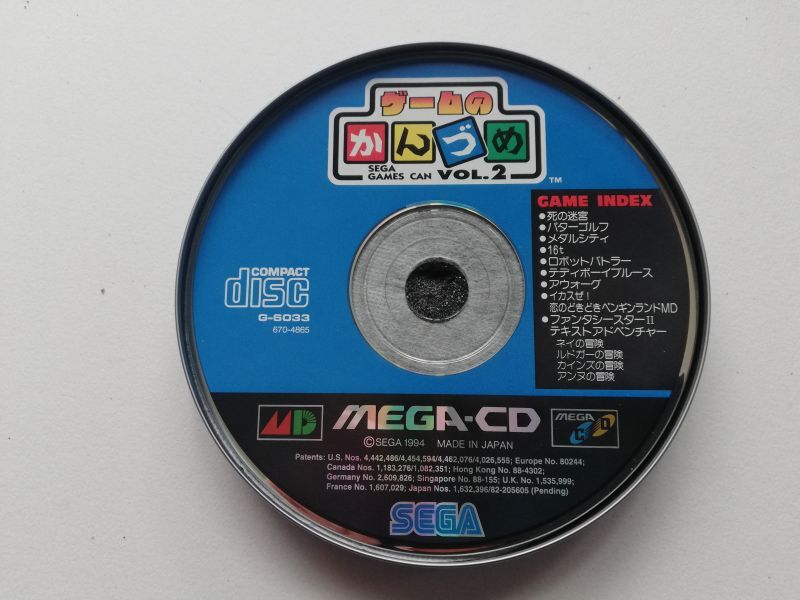 ゲームの
かんづめ
SEGA
GAMES CAN VOL.2
TM
GAME INDEX
●死の迷宮
●パターゴルフ
●メダルシティ
●16t
●ロボットバトラー
●テディボーイブルース
●アウォーグ
●イカスぜ!
恋のどきどきペンギンランドMD
●ファンタシースターII
テキストアドベンチャー
ネイの冒険
ルドガーの冒険
カインズの冒険
アンヌの冒険
COMPACT
disc
G-6033
670-4865
MD
MEGA-CD
MEGA
CD
©SEGA 1994 MADE IN JAPAN
Patents: U.S. Nos. 4,442,486/4,454,594/4,462,076/4,026,555; Europe No. 80244;
Canada Nos. 1,183,276/1,082,351; Hong Kong No. 88-4302;
Germany No. 2,609,826; Singapore No. 88-155; U.K. No. 1,535,999;
France No. 1,607,029; Japan Nos. 1,632,396/82-205605 (Pending)
SEGA